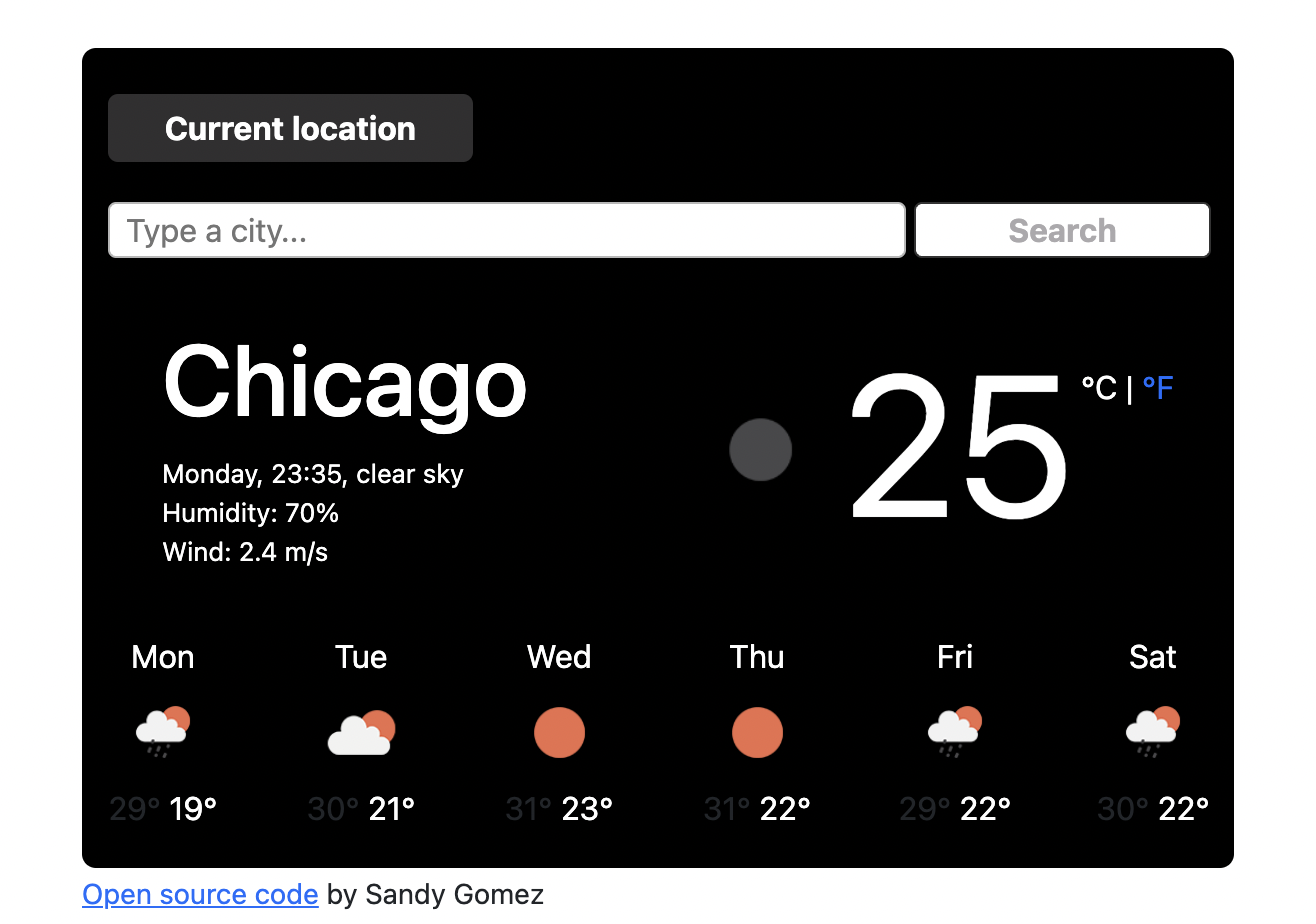 Current location
Type a city...
Search
Chicago
25 °C | °F
Monday, 23:35, clear sky
Humidity: 70%
Wind: 2.4 m/s
Mon Tue Wed Thu Fri Sat
29° 19° 30° 21° 31° 23° 31° 22° 29° 22° 30° 22°
Open source code by Sandy Gomez